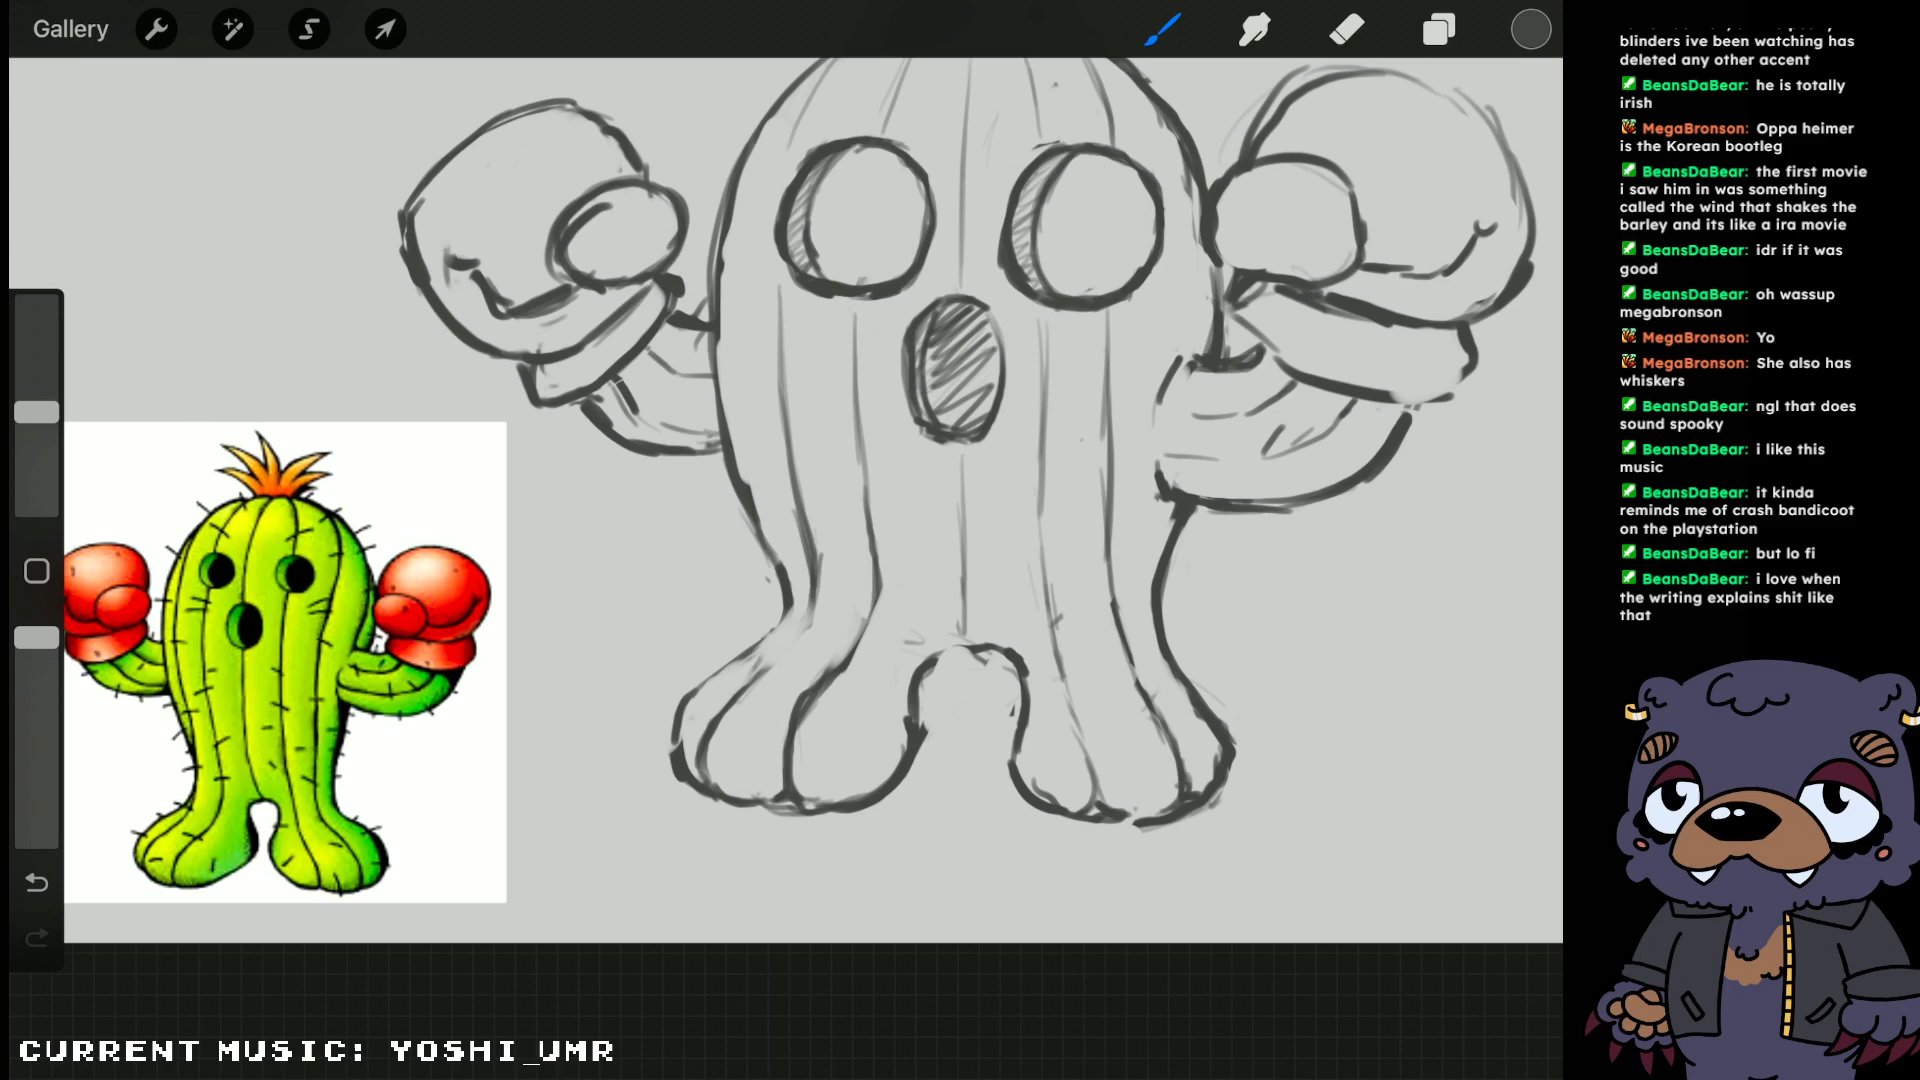 Gallery
blinders ive been watching has
deleted any other accent
BeansDaBear: he is totally
irish
MegaBronson: Oppa heimer
is the Korean bootleg
BeansDaBear: the first movie
i saw him in was something
called the wind that shakes the
barley and its like a ira movie
BeansDaBear: idr if it was
good
BeansDaBear: oh wassup
megabronson
MegaBronson: Yo
MegaBronson: She also has
whiskers
BeansDaBear: ngl that does
sound spooky
BeansDaBear: i like this
music
BeansDaBear: it kinda
reminds me of crash bandicoot
on the playstation
BeansDaBear: but lo fi
BeansDaBear: i love when
the writing explains shit like
that
CURRENT MUSIC: YOSHI_UMR